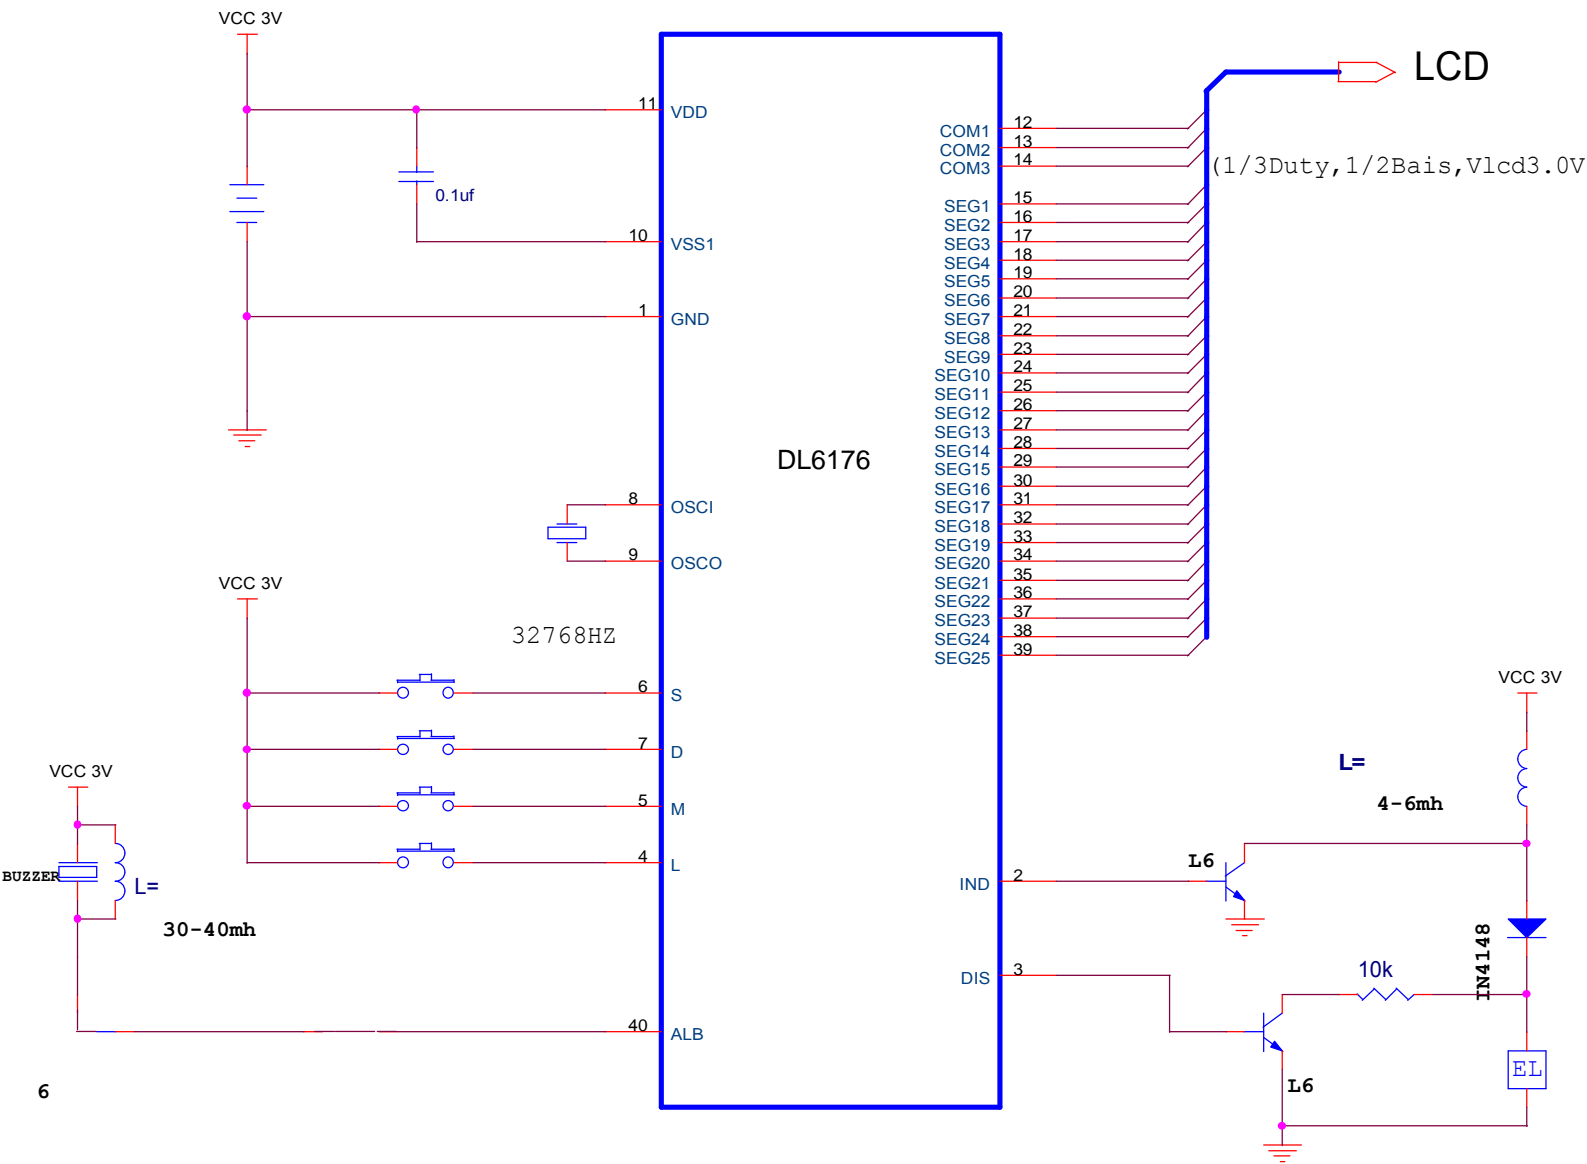 VCC 3V
LCD
11
VDD
12
COM1
13
COM2
14
COM3
(1/3Duty,1/2Bais,Vlcd3.0V
0.1uf
10
VSS1
15
SEG1
16
SEG2
17
SEG3
18
SEG4
19
SEG5
20
SEG6
21
SEG7
22
SEG8
23
SEG9
24
SEG10
25
SEG11
26
SEG12
27
SEG13
28
SEG14
29
SEG15
30
SEG16
31
SEG17
32
SEG18
33
SEG19
34
SEG20
35
SEG21
36
SEG22
37
SEG23
38
SEG24
39
SEG25
1
GND
DL6176
8
OSCI
9
OSCO
VCC 3V
32768HZ
6
S
7
D
5
M
4
L
VCC 3V
BUZZER
L=
30-40mh
40
ALB
6
VCC 3V
L=
4-6mh
L6
2
IND
IN4148
3
DIS
10k
EL
L6